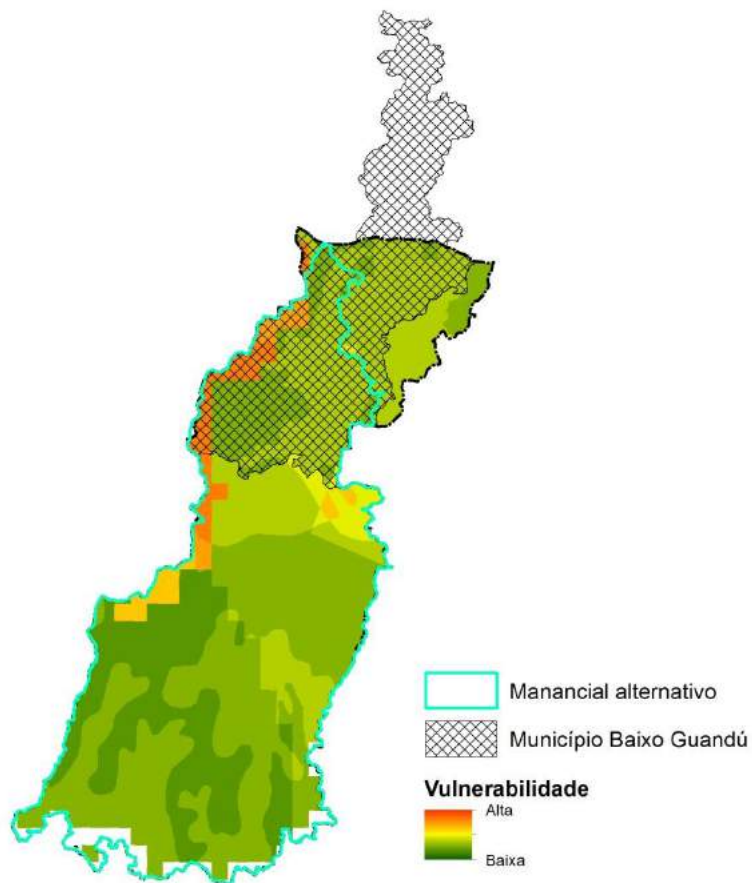 Manancial alternativo
Município Baixo Guandú
Vulnerabilidade
Alta
Baixa